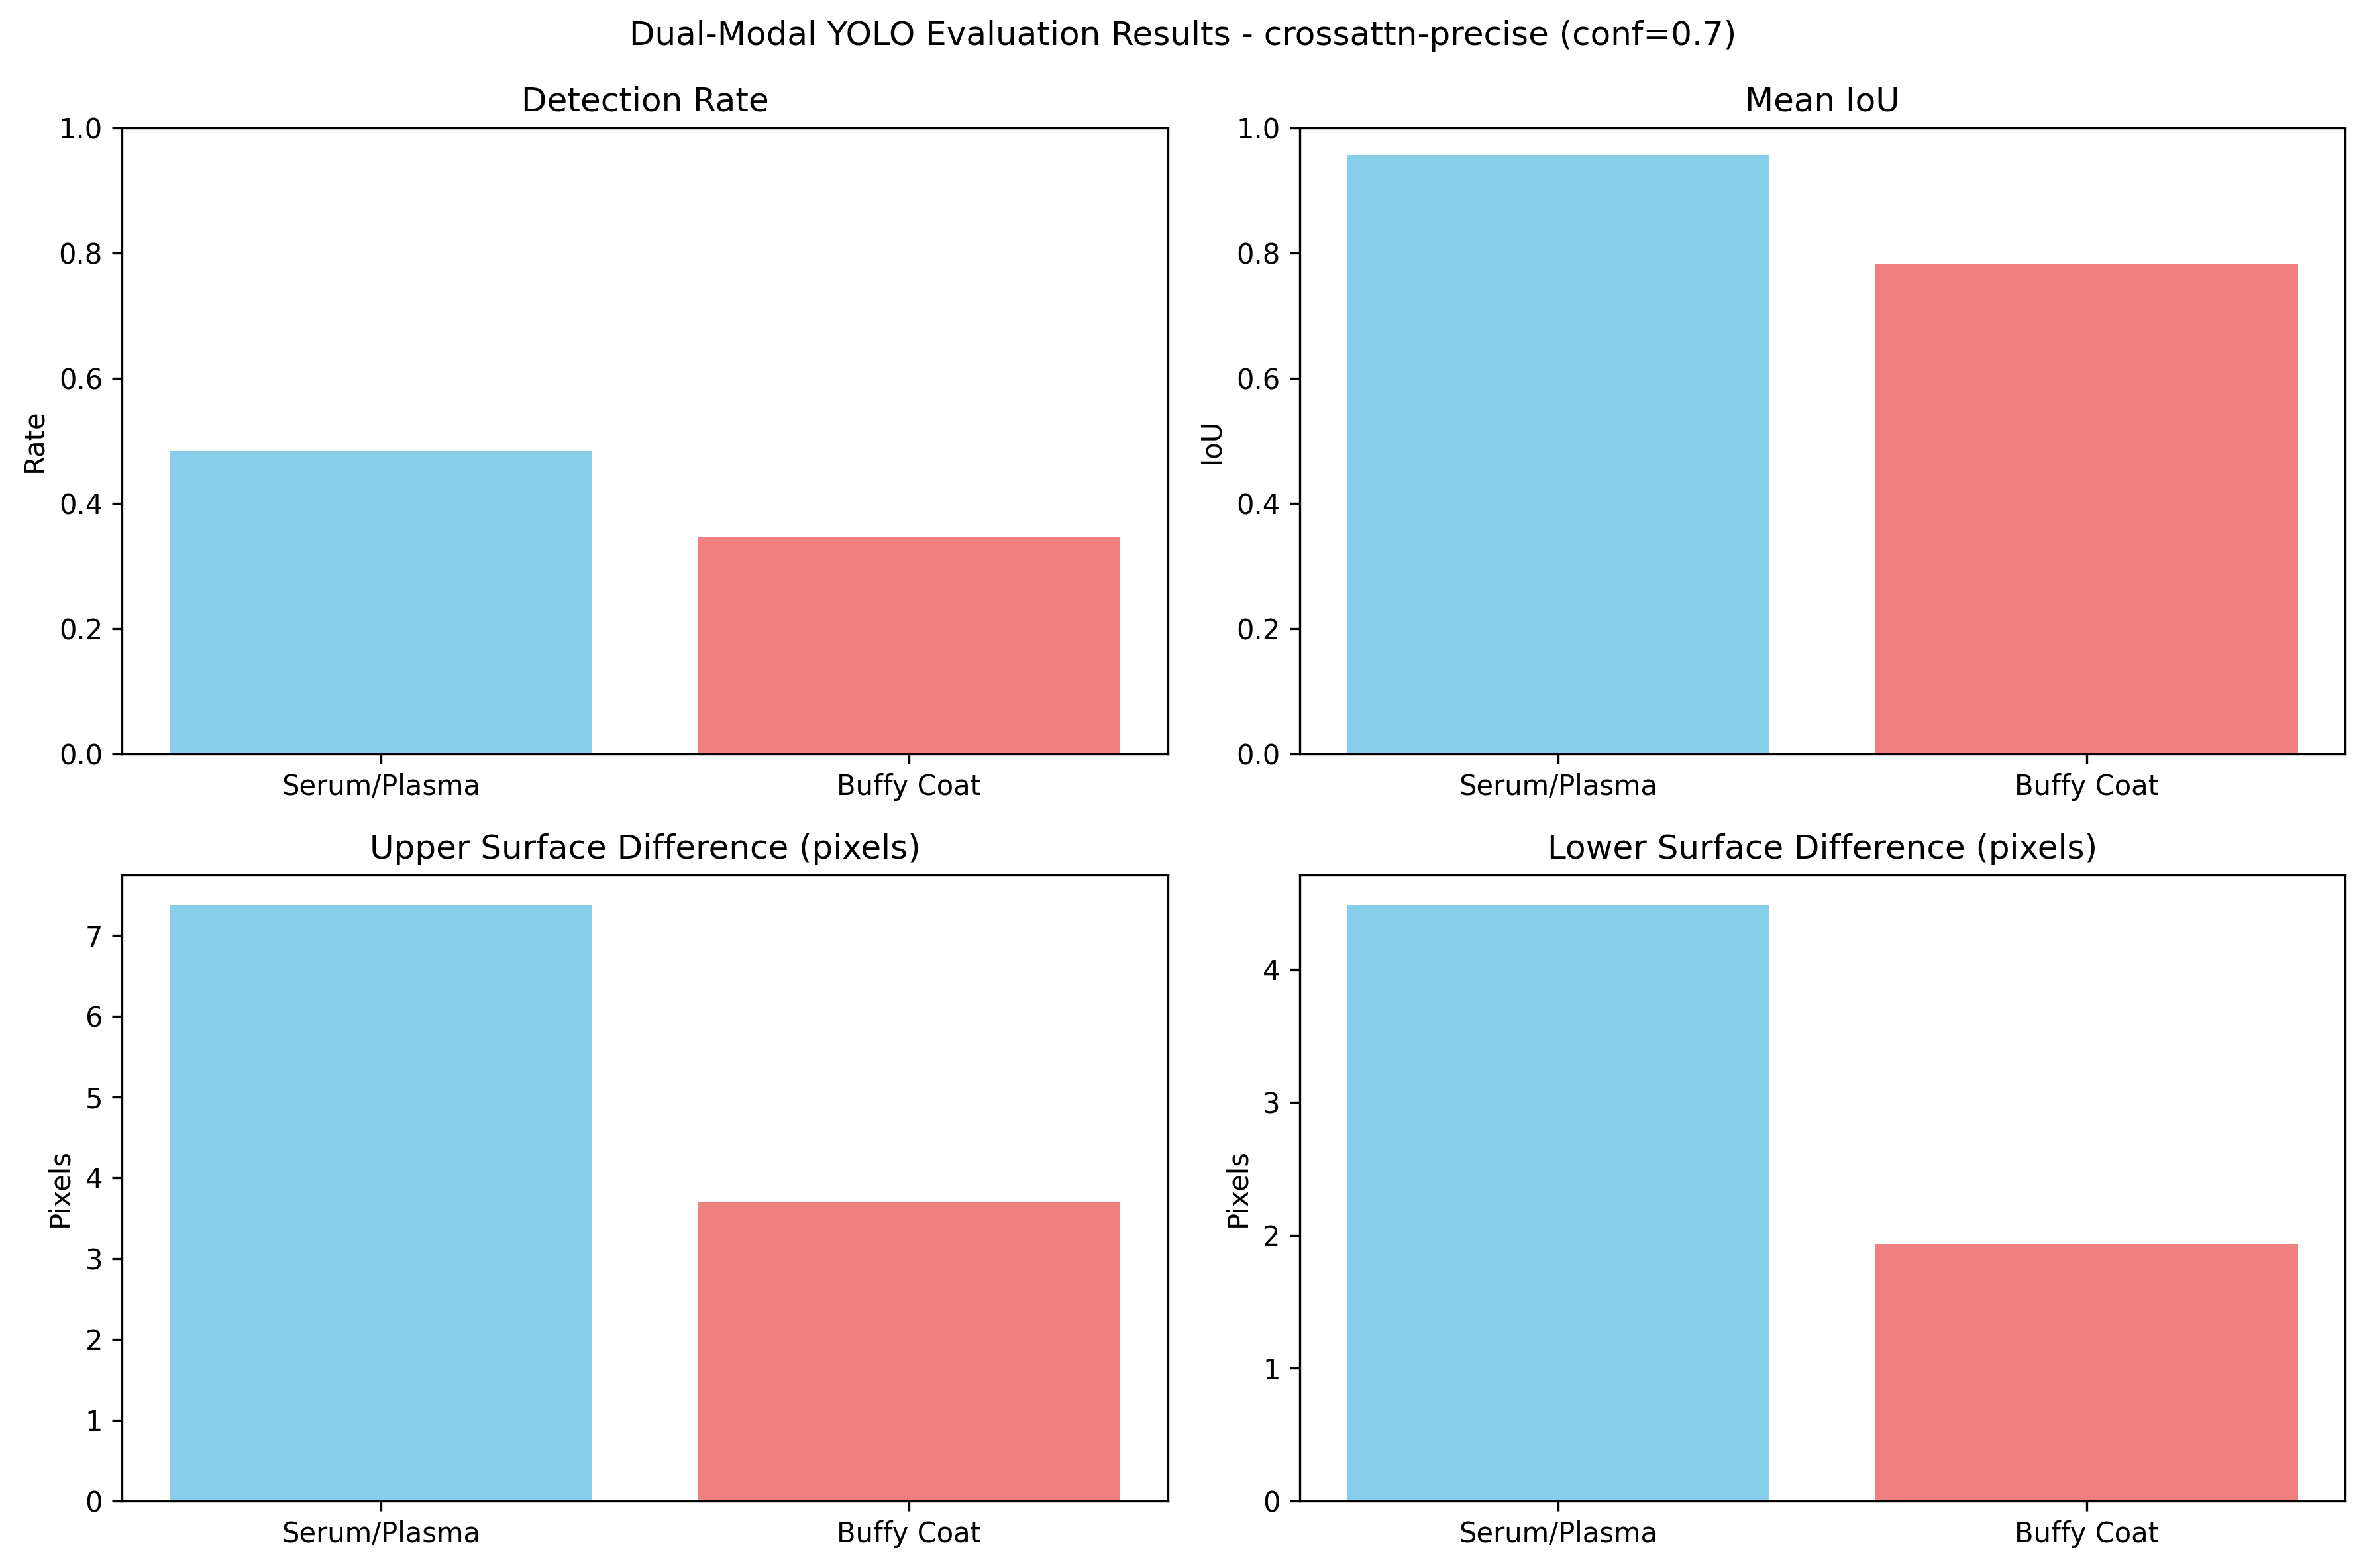 Dual-Modal YOLO Evaluation Results - crossattn-precise (conf=0.7)
Detection Rate
1.0
0.8
0.6
0.4
0.2
0.0
Rate
Serum/Plasma
Buffy Coat
Mean IoU
1.0
0.8
0.6
0.4
0.2
0.0
IoU
Serum/Plasma
Buffy Coat
Upper Surface Difference (pixels)
7
6
5
4
3
2
1
0
Pixels
Serum/Plasma
Buffy Coat
Lower Surface Difference (pixels)
4
3
2
1
0
Pixels
Serum/Plasma
Buffy Coat